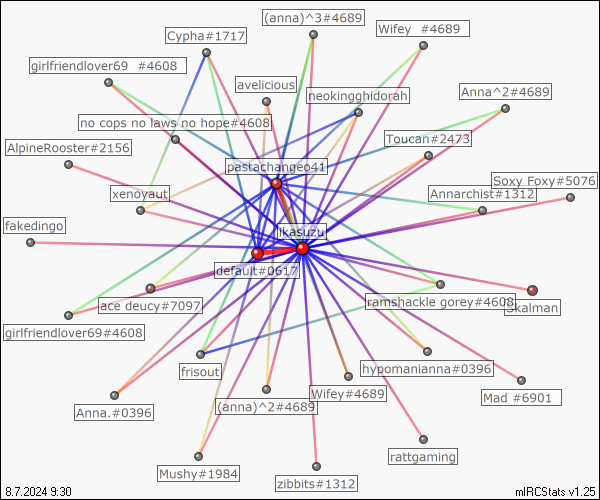 (anna)^3#4689
Wifey  #4689
Cypha#1717
girlfriendlover69  #4608
avelicious
neokingghidorah
Anna^2#4689
no cops no laws no hope#4608
Toucan#2473
AlpineRooster#2156
pastachangeo41
Soxy Foxy#5076
xenoyaut
Annarchist#1312
fakedingo
ikasuzu
default#0617
ace deucy#7097
ramshackle gorey#4608
Skalman
girlfriendlover69#4608
frisout
hypomanianna#0396
Wifey#4689
Mad #6901
Anna.#0396
(anna)^2#4689
rattgaming
Mushy#1984
zibbits#1312
8.7.2024 9:30
mIRCStats v1.25